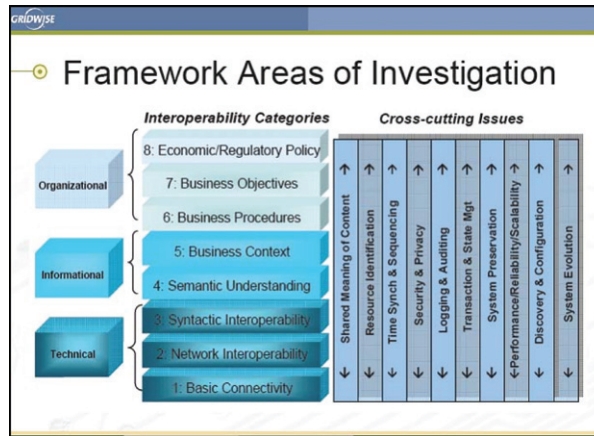 GRIDWISE
Framework Areas of Investigation
Interoperability Categories
Cross-cutting Issues
Organizational
8: Economic/Regulatory Policy
7: Business Objectives
6: Business Procedures
Informational
5: Business Context
4: Semantic Understanding
Technical
3: Syntactic Interoperability
2: Network Interoperability
1: Basic Connectivity
Shared Meaning of Content
Resource Identification
Time Synch & Sequencing
Security & Privacy
Logging & Auditing
Transaction & State Mgt
System Preservation
Performance/Reliability/Scalability
Discovery & Configuration
System Evolution